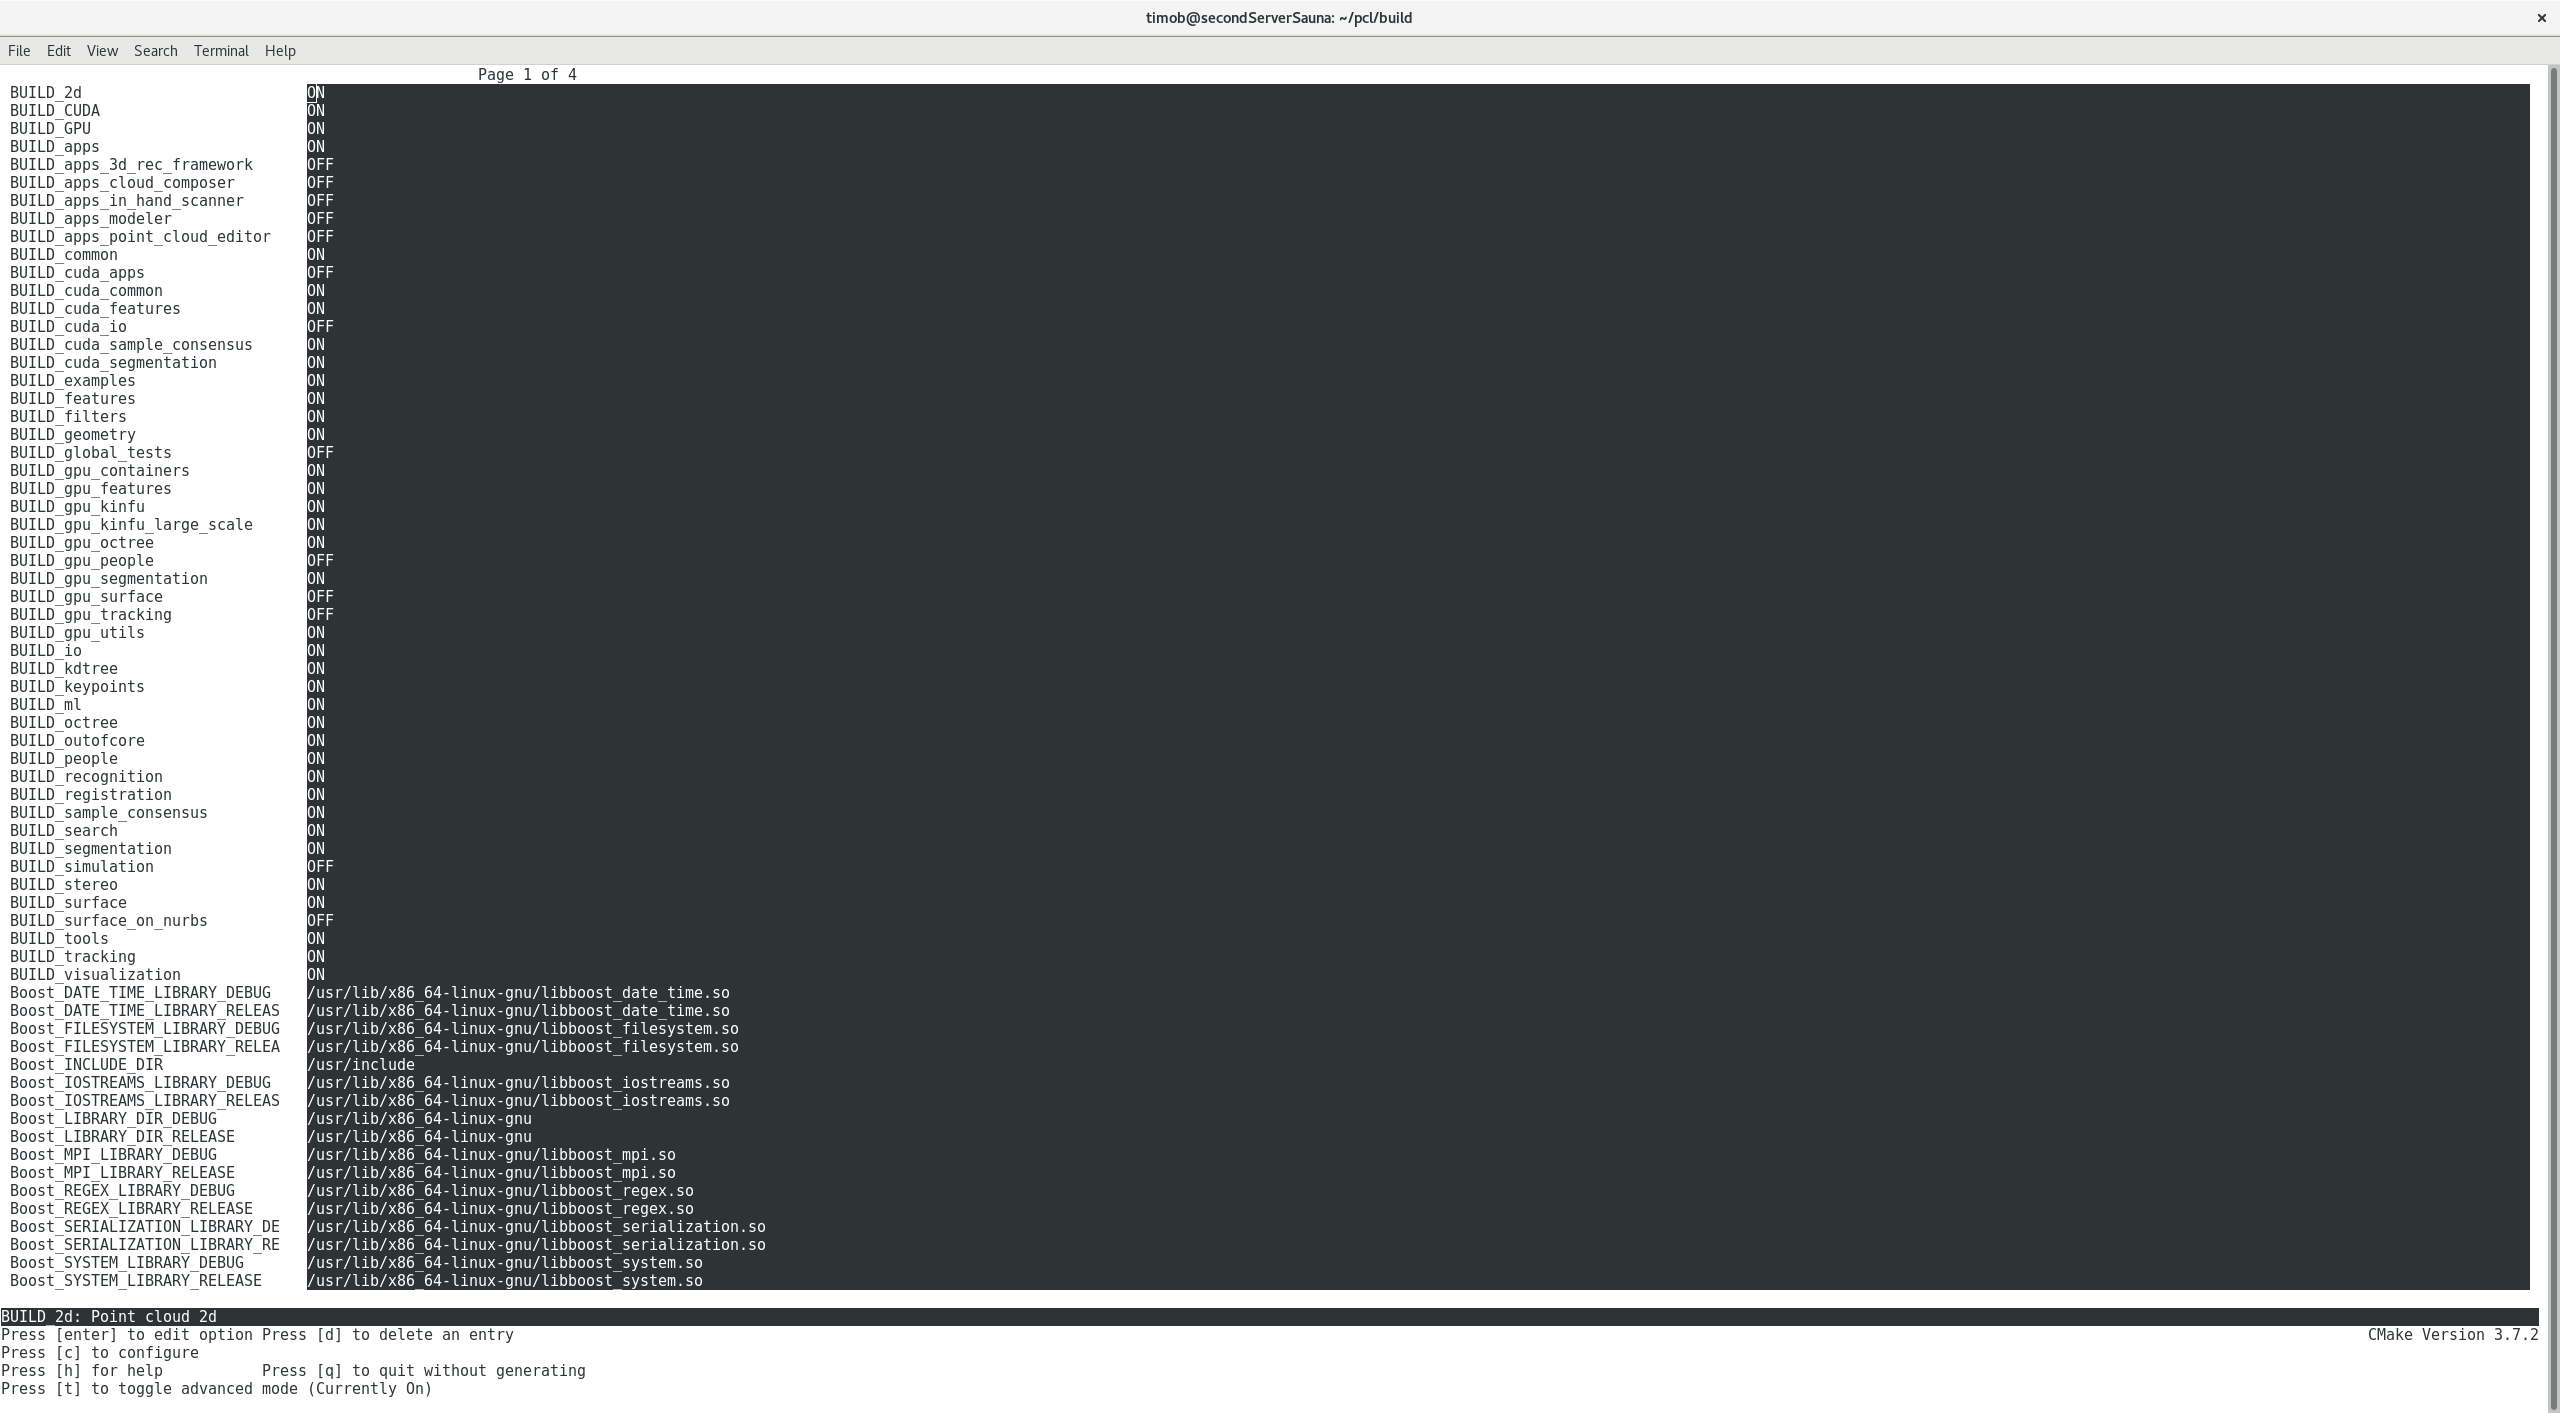 timob@secondServerSauna: ~/pcl/build ×
File Edit View Search Terminal Help
Page 1 of 4
BUILD_2d ON
BUILD_CUDA ON
BUILD_GPU ON
BUILD_apps ON
BUILD_apps_3d_rec_framework OFF
BUILD_apps_cloud_composer OFF
BUILD_apps_in_hand_scanner OFF
BUILD_apps_modeler OFF
BUILD_apps_point_cloud_editor OFF
BUILD_common ON
BUILD_cuda_apps OFF
BUILD_cuda_common ON
BUILD_cuda_features ON
BUILD_cuda_io OFF
BUILD_cuda_sample_consensus ON
BUILD_cuda_segmentation ON
BUILD_examples ON
BUILD_features ON
BUILD_filters ON
BUILD_geometry ON
BUILD_global_tests OFF
BUILD_gpu_containers ON
BUILD_gpu_features ON
BUILD_gpu_kinfu ON
BUILD_gpu_kinfu_large_scale ON
BUILD_gpu_octree ON
BUILD_gpu_people OFF
BUILD_gpu_segmentation ON
BUILD_gpu_surface OFF
BUILD_gpu_tracking OFF
BUILD_gpu_utils ON
BUILD_io ON
BUILD_kdtree ON
BUILD_keypoints ON
BUILD_ml ON
BUILD_octree ON
BUILD_outofcore ON
BUILD_people ON
BUILD_recognition ON
BUILD_registration ON
BUILD_sample_consensus ON
BUILD_search ON
BUILD_segmentation ON
BUILD_simulation OFF
BUILD_stereo ON
BUILD_surface ON
BUILD_surface_on_nurbs OFF
BUILD_tools ON
BUILD_tracking ON
BUILD_visualization ON
Boost_DATE_TIME_LIBRARY_DEBUG /usr/lib/x86_64-linux-gnu/libboost_date_time.so
Boost_DATE_TIME_LIBRARY_RELEAS /usr/lib/x86_64-linux-gnu/libboost_date_time.so
Boost_FILESYSTEM_LIBRARY_DEBUG /usr/lib/x86_64-linux-gnu/libboost_filesystem.so
Boost_FILESYSTEM_LIBRARY_RELEA /usr/lib/x86_64-linux-gnu/libboost_filesystem.so
Boost_INCLUDE_DIR /usr/include
Boost_IOSTREAMS_LIBRARY_DEBUG /usr/lib/x86_64-linux-gnu/libboost_iostreams.so
Boost_IOSTREAMS_LIBRARY_RELEAS /usr/lib/x86_64-linux-gnu/libboost_iostreams.so
Boost_LIBRARY_DIR_DEBUG /usr/lib/x86_64-linux-gnu
Boost_LIBRARY_DIR_RELEASE /usr/lib/x86_64-linux-gnu
Boost_MPI_LIBRARY_DEBUG /usr/lib/x86_64-linux-gnu/libboost_mpi.so
Boost_MPI_LIBRARY_RELEASE /usr/lib/x86_64-linux-gnu/libboost_mpi.so
Boost_REGEX_LIBRARY_DEBUG /usr/lib/x86_64-linux-gnu/libboost_regex.so
Boost_REGEX_LIBRARY_RELEASE /usr/lib/x86_64-linux-gnu/libboost_regex.so
Boost_SERIALIZATION_LIBRARY_DE /usr/lib/x86_64-linux-gnu/libboost_serialization.so
Boost_SERIALIZATION_LIBRARY_RE /usr/lib/x86_64-linux-gnu/libboost_serialization.so
Boost_SYSTEM_LIBRARY_DEBUG /usr/lib/x86_64-linux-gnu/libboost_system.so
Boost_SYSTEM_LIBRARY_RELEASE /usr/lib/x86_64-linux-gnu/libboost_system.so
BUILD_2d: Point cloud 2d
Press [enter] to edit option Press [d] to delete an entry CMake Version 3.7.2
Press [c] to configure
Press [h] for help Press [q] to quit without generating
Press [t] to toggle advanced mode (Currently On)